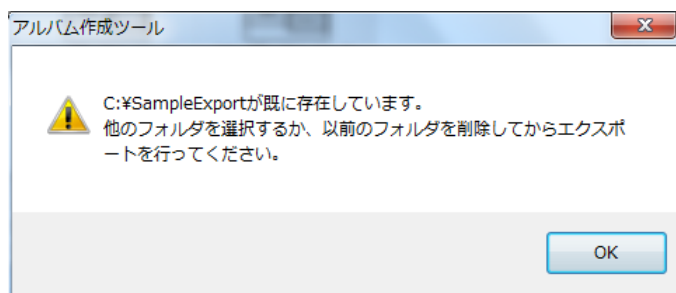 アルバム作成ツール
C:¥SampleExportが既に存在しています。
他のフォルダを選択するか、以前のフォルダを削除してからエクスポ
ートを行ってください。
OK